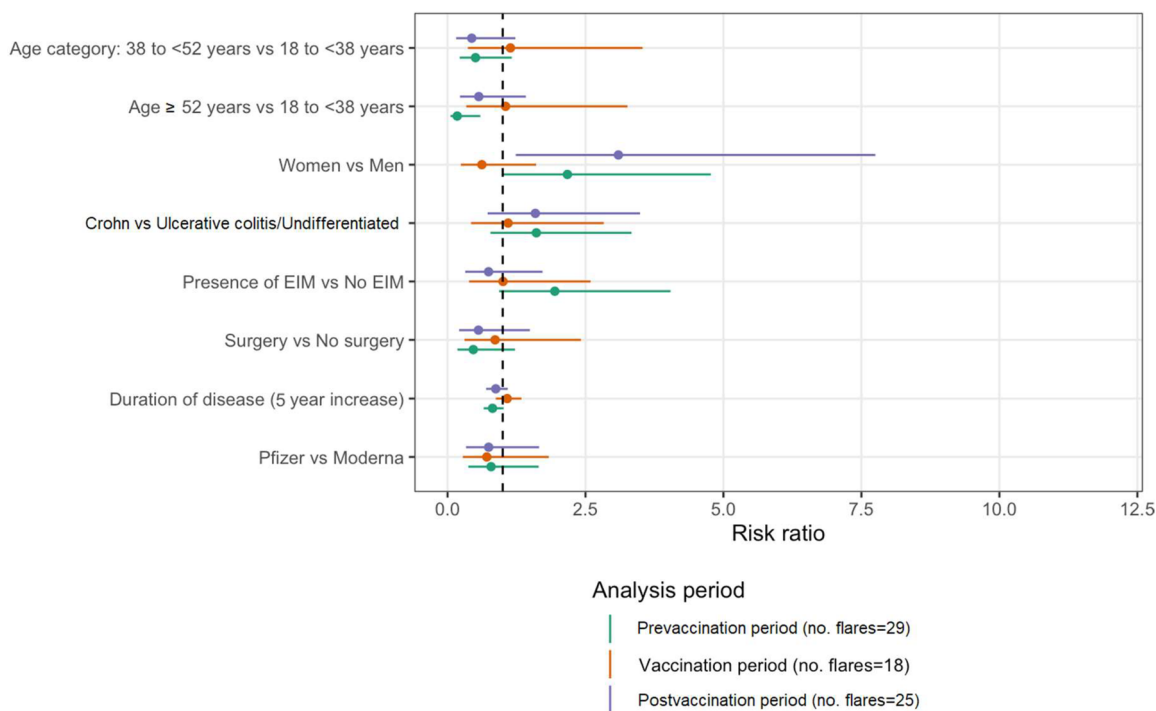 Age category: 38 to <52 years vs 18 to <38 years
Age ≥ 52 years vs 18 to <38 years
Women vs Men
Crohn vs Ulcerative colitis/Undifferentiated
Presence of EIM vs No EIM
Surgery vs No surgery
Duration of disease (5 year increase)
Pfizer vs Moderna
0.0 2.5 5.0 7.5 10.0 12.5
Risk ratio
Analysis period
Prevaccination period (no. flares=29)
Vaccination period (no. flares=18)
Postvaccination period (no. flares=25)